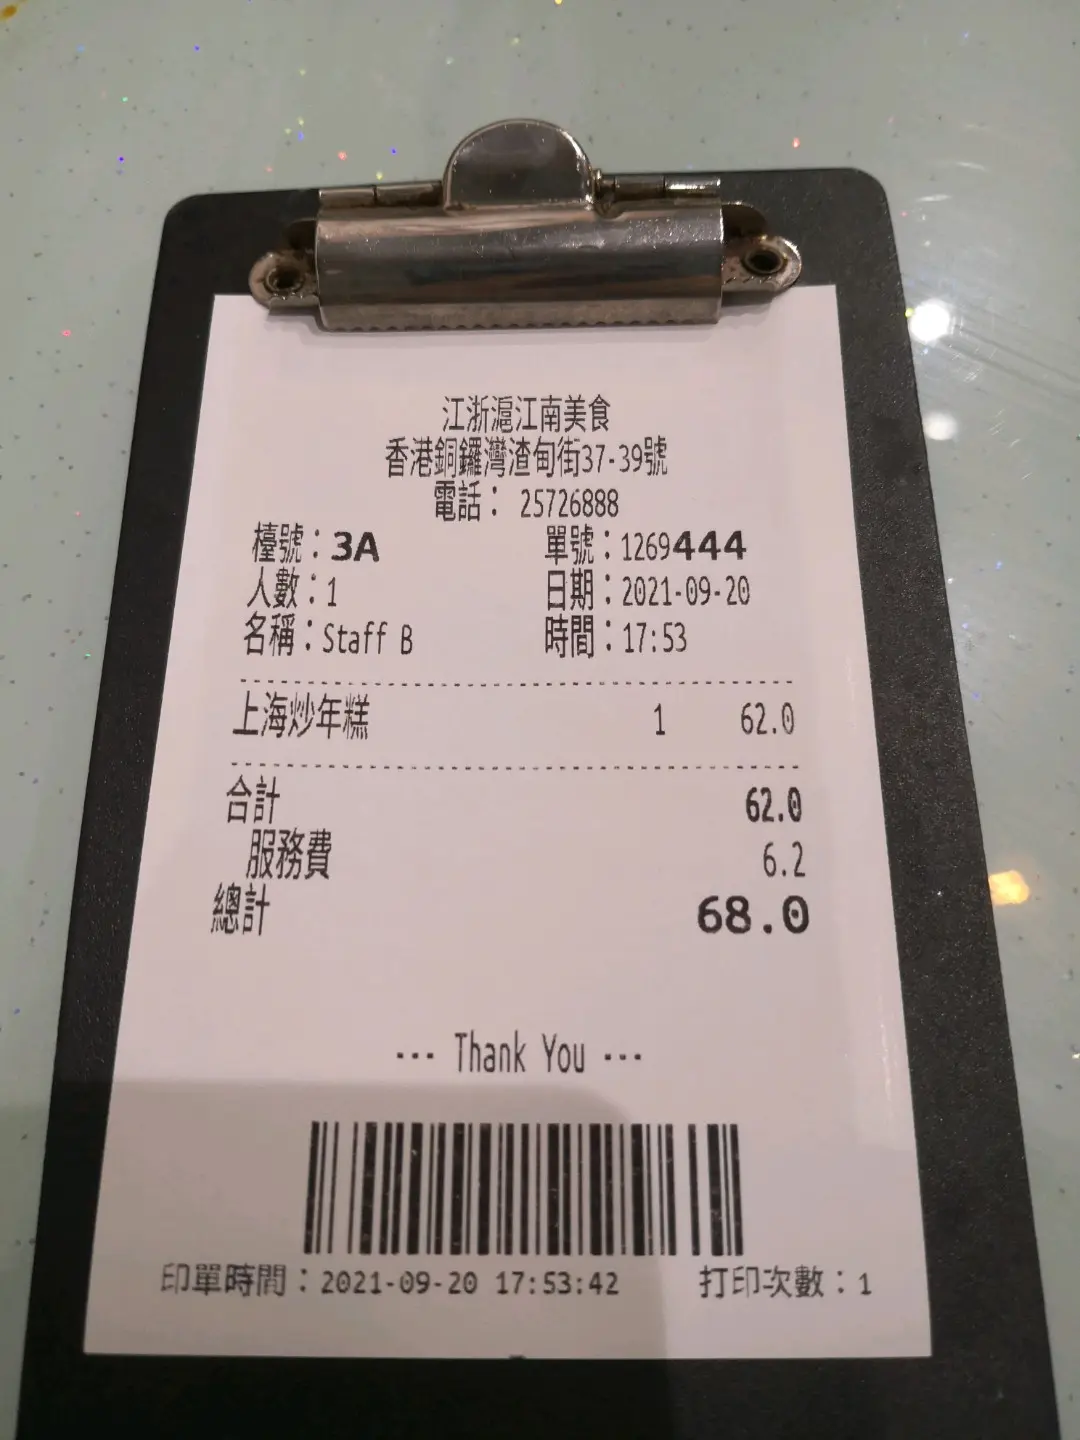 江浙滬江南美食
香港銅鑼灣渣甸街37-39號
電話： 25726888
檯號：3A 單號：1269444
人數：1 日期：2021-09-20
名稱：Staff B 時間：17:53
上海炒年糕 1 62.0
合計 62.0
服務費 6.2
總計 68.0
--- Thank You ---
印單時間：2021-09-20 17:53:42 打印次數：1